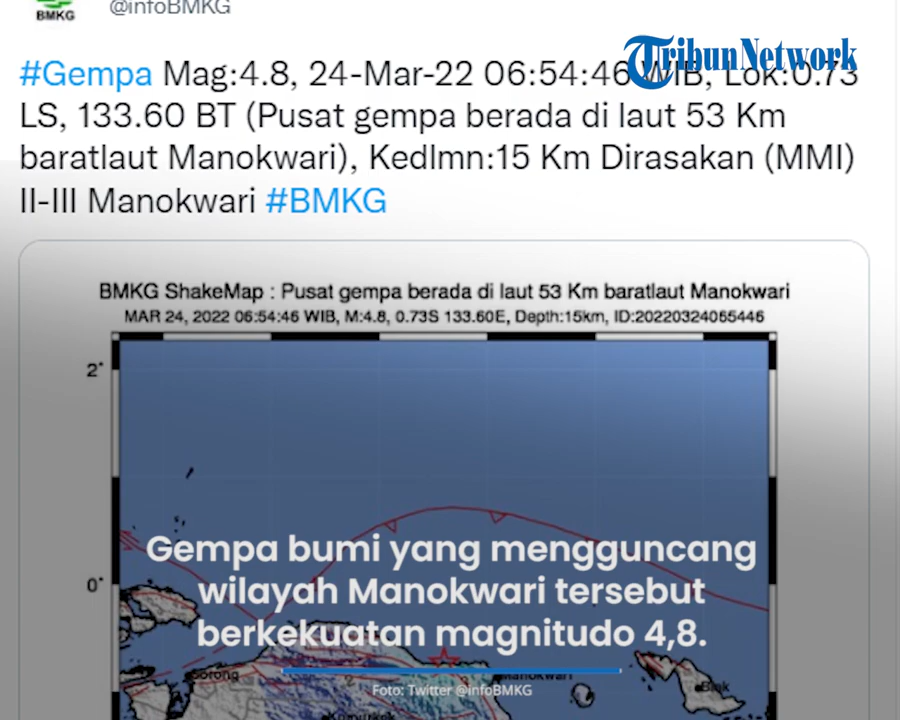 BMKG
@infoBMKG
TribunNetwork
#Gempa Mag:4.8, 24-Mar-22 06:54:46 WIB, Lok:0.73
LS, 133.60 BT (Pusat gempa berada di laut 53 Km
baratlaut Manokwari), Kedlmn:15 Km Dirasakan (MMI)
II-III Manokwari #BMKG
BMKG ShakeMap : Pusat gempa berada di laut 53 Km baratlaut Manokwari
MAR 24, 2022 06:54:46 WIB, M:4.8, 0.73S 133.60E, Depth:15km, ID:20220324065446
2°
Gempa bumi yang mengguncang
0°
wilayah Manokwari tersebut
berkekuatan magnitudo 4,8.
Sorong
Manokwari
Biak
Foto: Twitter @infoBMKG